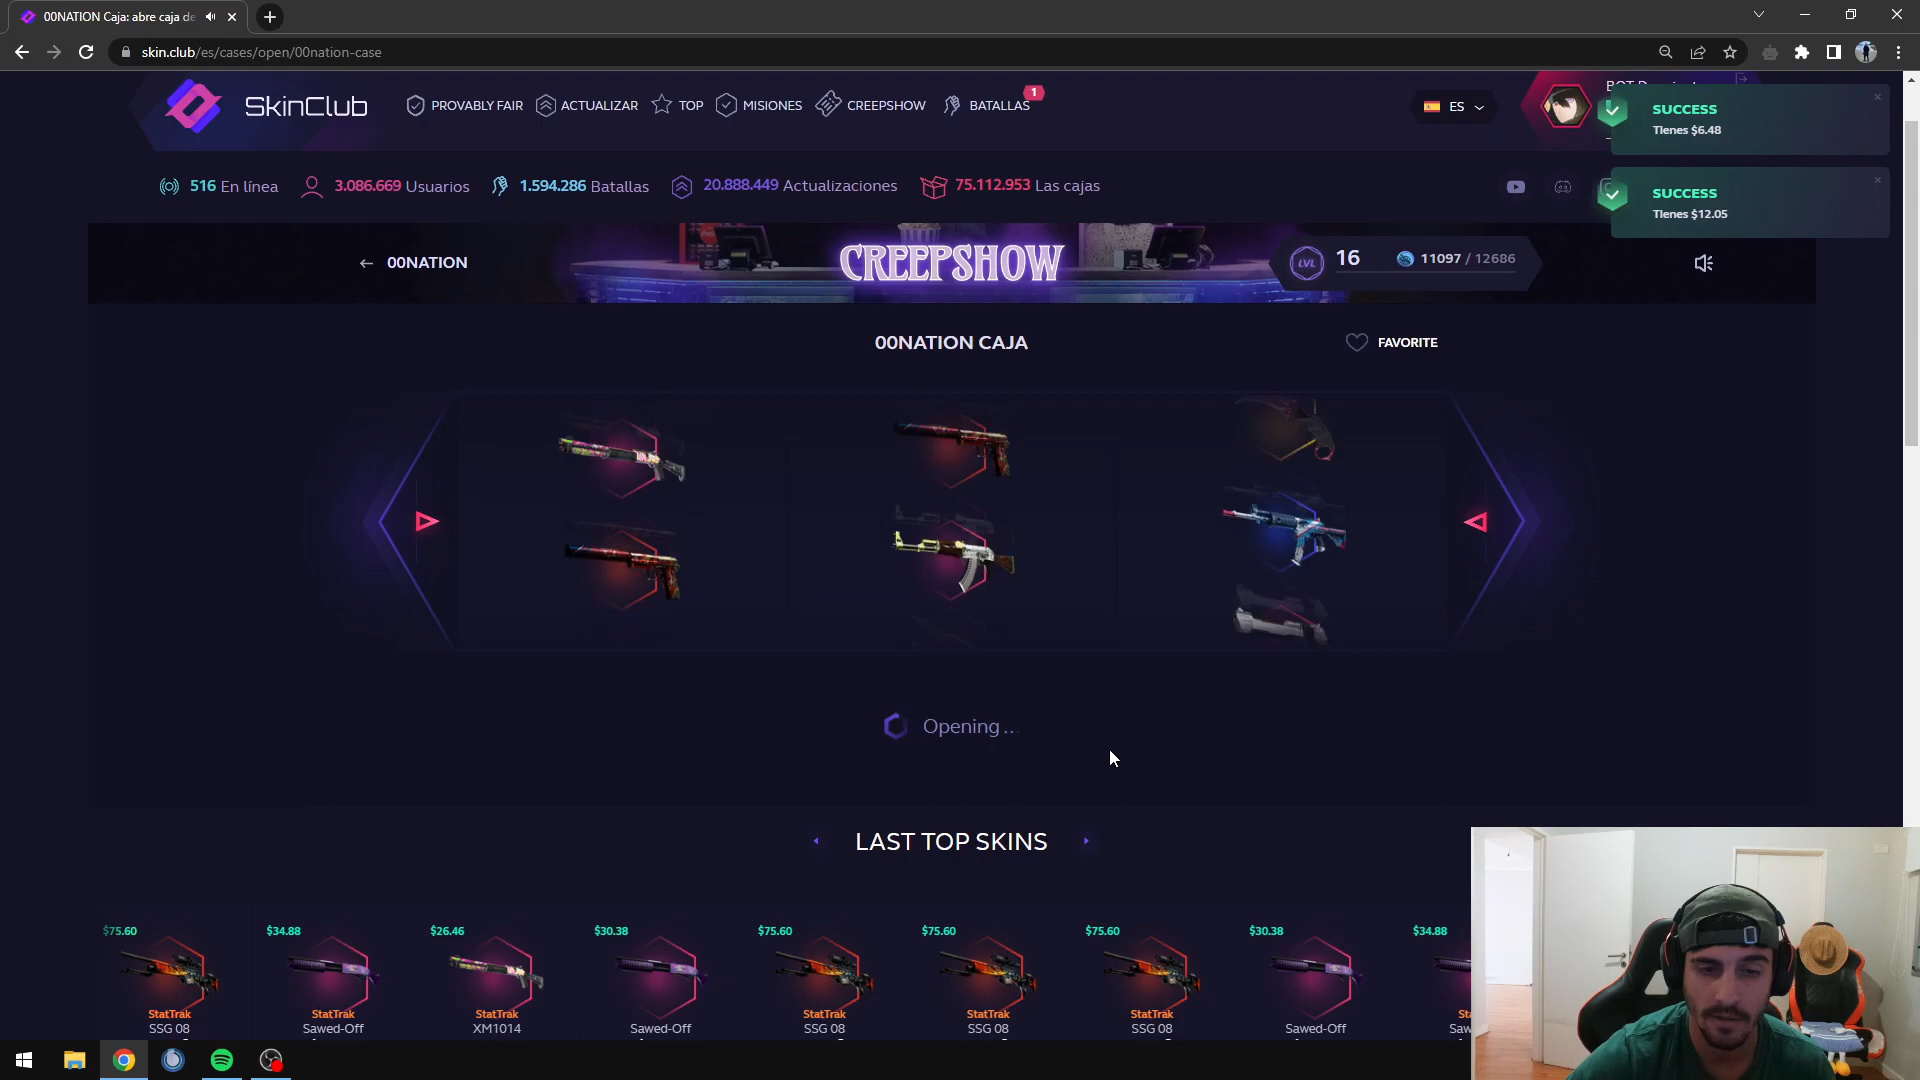 00NATION Caja: abre caja de
skin.club/es/cases/open/00nation-case
SkinClub
PROVABLY FAIR
ACTUALIZAR
TOP
MISIONES
CREEPSHOW
BATALLAS
1
ES
SUCCESS
TIenes $6.48
516 En línea
3.086.669 Usuarios
1.594.286 Batallas
20.888.449 Actualizaciones
75.112.953 Las cajas
SUCCESS
TIenes $12.05
← 00NATION
CREEPSHOW
LVL
16
11097 / 12686
00NATION CAJA
FAVORITE
Opening ...
LAST TOP SKINS
$75.60
$34.88
$26.46
$30.38
$75.60
$75.60
$75.60
$30.38
$34.88
StatTrak
StatTrak
StatTrak
StatTrak
StatTrak
StatTrak
SSG 08
Sawed-Off
XM1014
Sawed-Off
SSG 08
SSG 08
SSG 08
Sawed-Off